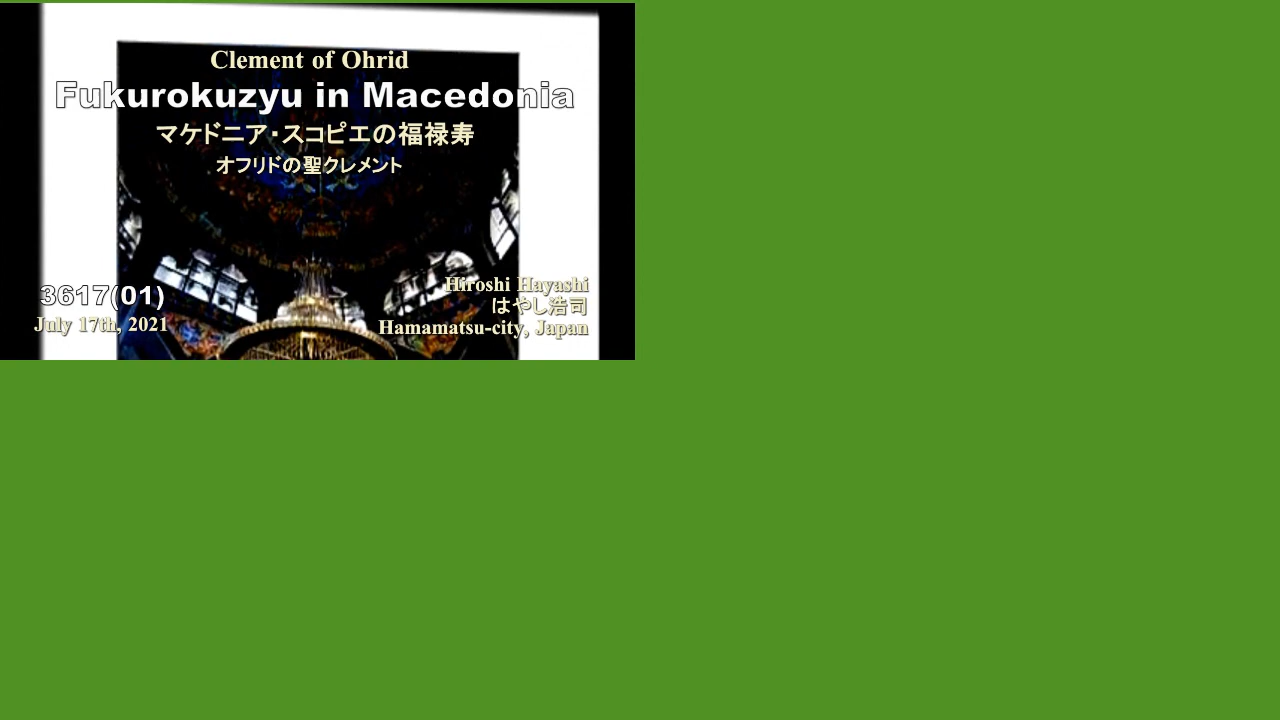 Clement of Ohrid
Fukurokuzyu in Macedonia
マケドニア・スコピエの福禄寿
オフリドの聖クレメント
3617(01)
July 17th, 2021
Hiroshi Hayashi
はやし浩司
Hamamatsu-city, Japan